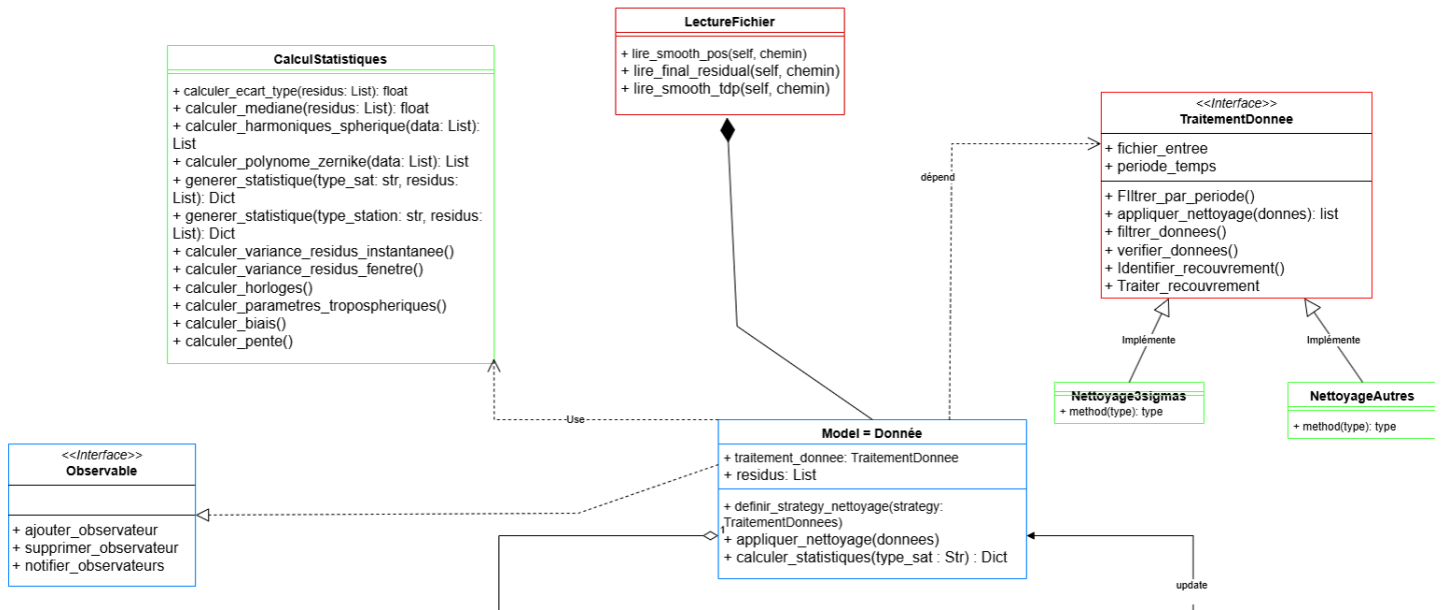 LectureFichier
+ lire_smooth_pos(self, chemin)
+ lire_final_residual(self, chemin)
+ lire_smooth_tdp(self, chemin)
CalculStatistiques
+ calculer_ecart_type(residus: List): float
+ calculer_mediane(residus: List): float
+ calculer_harmoniques_spherique(data: List):
List
+ calculer_polynome_zernike(data: List): List
+ generer_statistique(type_sat: str, residus:
List): Dict
+ generer_statistique(type_station: str, residus:
List): Dict
+ calculer_variance_residus_instantanee()
+ calculer_variance_residus_fenetre()
+ calculer_horloges()
+ calculer_parametres_tropospheriques()
+ calculer_biais()
+ calculer_pente()
<<Interface>>
TraitementDonnee
+ fichier_entree
+ periode_temps
+ FIltrer_par_periode()
+ appliquer_nettoyage(donnes): list
+ filtrer_donnees()
+ verifier_donnees()
+ Identifier_recouvrement()
+ Traiter_recouvrement
dépend
Implémente
Implémente
Nettoyage3sigmas
+ method(type): type
NettoyageAutres
+ method(type): type
Use
Model = Donnée
+ traitement_donnee: TraitementDonnee
+ residus: List
+ definir_strategy_nettoyage(strategy:
TraitementDonnees)
+ appliquer_nettoyage(donnees)
+ calculer_statistiques(type_sat : Str) : Dict
1
<<Interface>>
Observable
+ ajouter_observateur
+ supprimer_observateur
+ notifier_observateurs
update